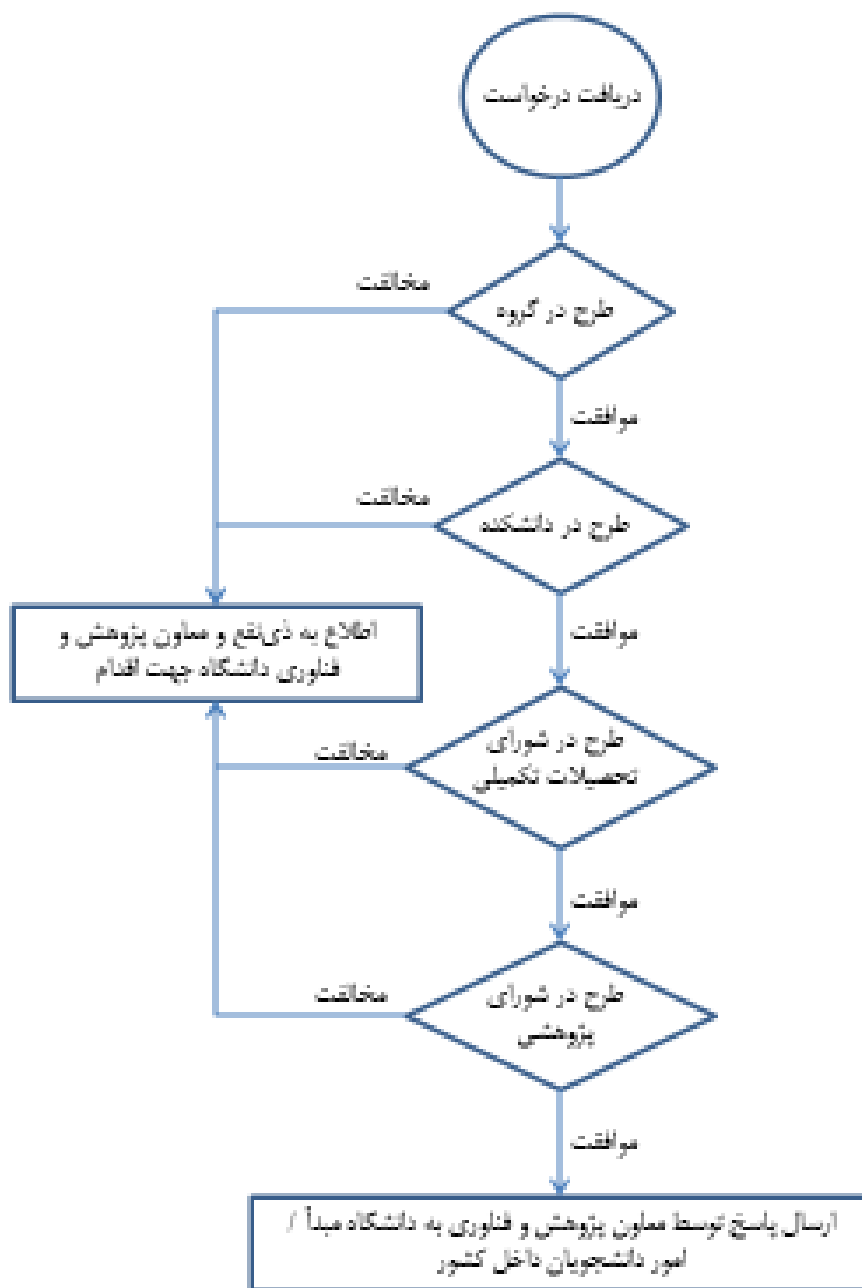 دریافت درخواست
مخالفت
طرح در گروه
موافقت
مخالفت
طرح در دانشکده
موافقت
اطلاع به ذی‌نفع و معاون پژوهش و
فناوری دانشگاه جهت اقدام
طرح در شورای
تحصیلات تکمیلی
مخالفت
موافقت
طرح در شورای
پژوهشی
مخالفت
موافقت
ارسال پاسخ توسط معاون پژوهش و فناوری به دانشگاه مبدأ /
امور دانشجویان داخل کشور